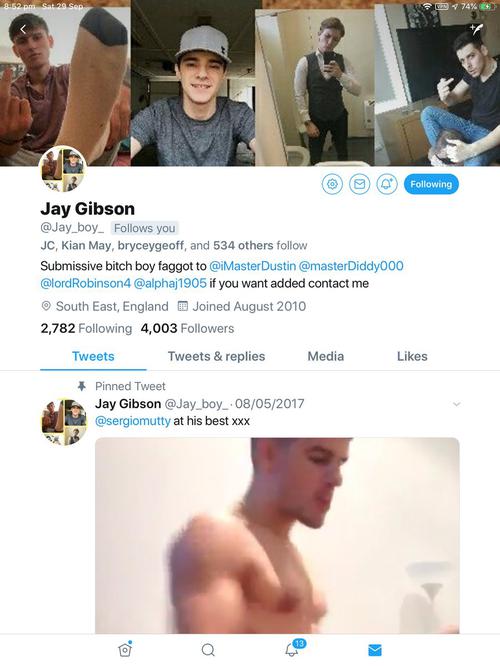 8:52 pm Sat 29 Sep VPN 74%
Following
Jay Gibson
@Jay_boy_ Follows you
JC, Kian May, bryceygeoff, and 534 others follow
Submissive bitch boy faggot to @iMasterDustin @masterDiddy000
@lordRobinson4 @alphaj1905 if you want added contact me
South East, England Joined August 2010
2,782 Following 4,003 Followers
Tweets Tweets & replies Media Likes
Pinned Tweet
Jay Gibson @Jay_boy_ · 08/05/2017
@sergiomutty at his best xxx
13